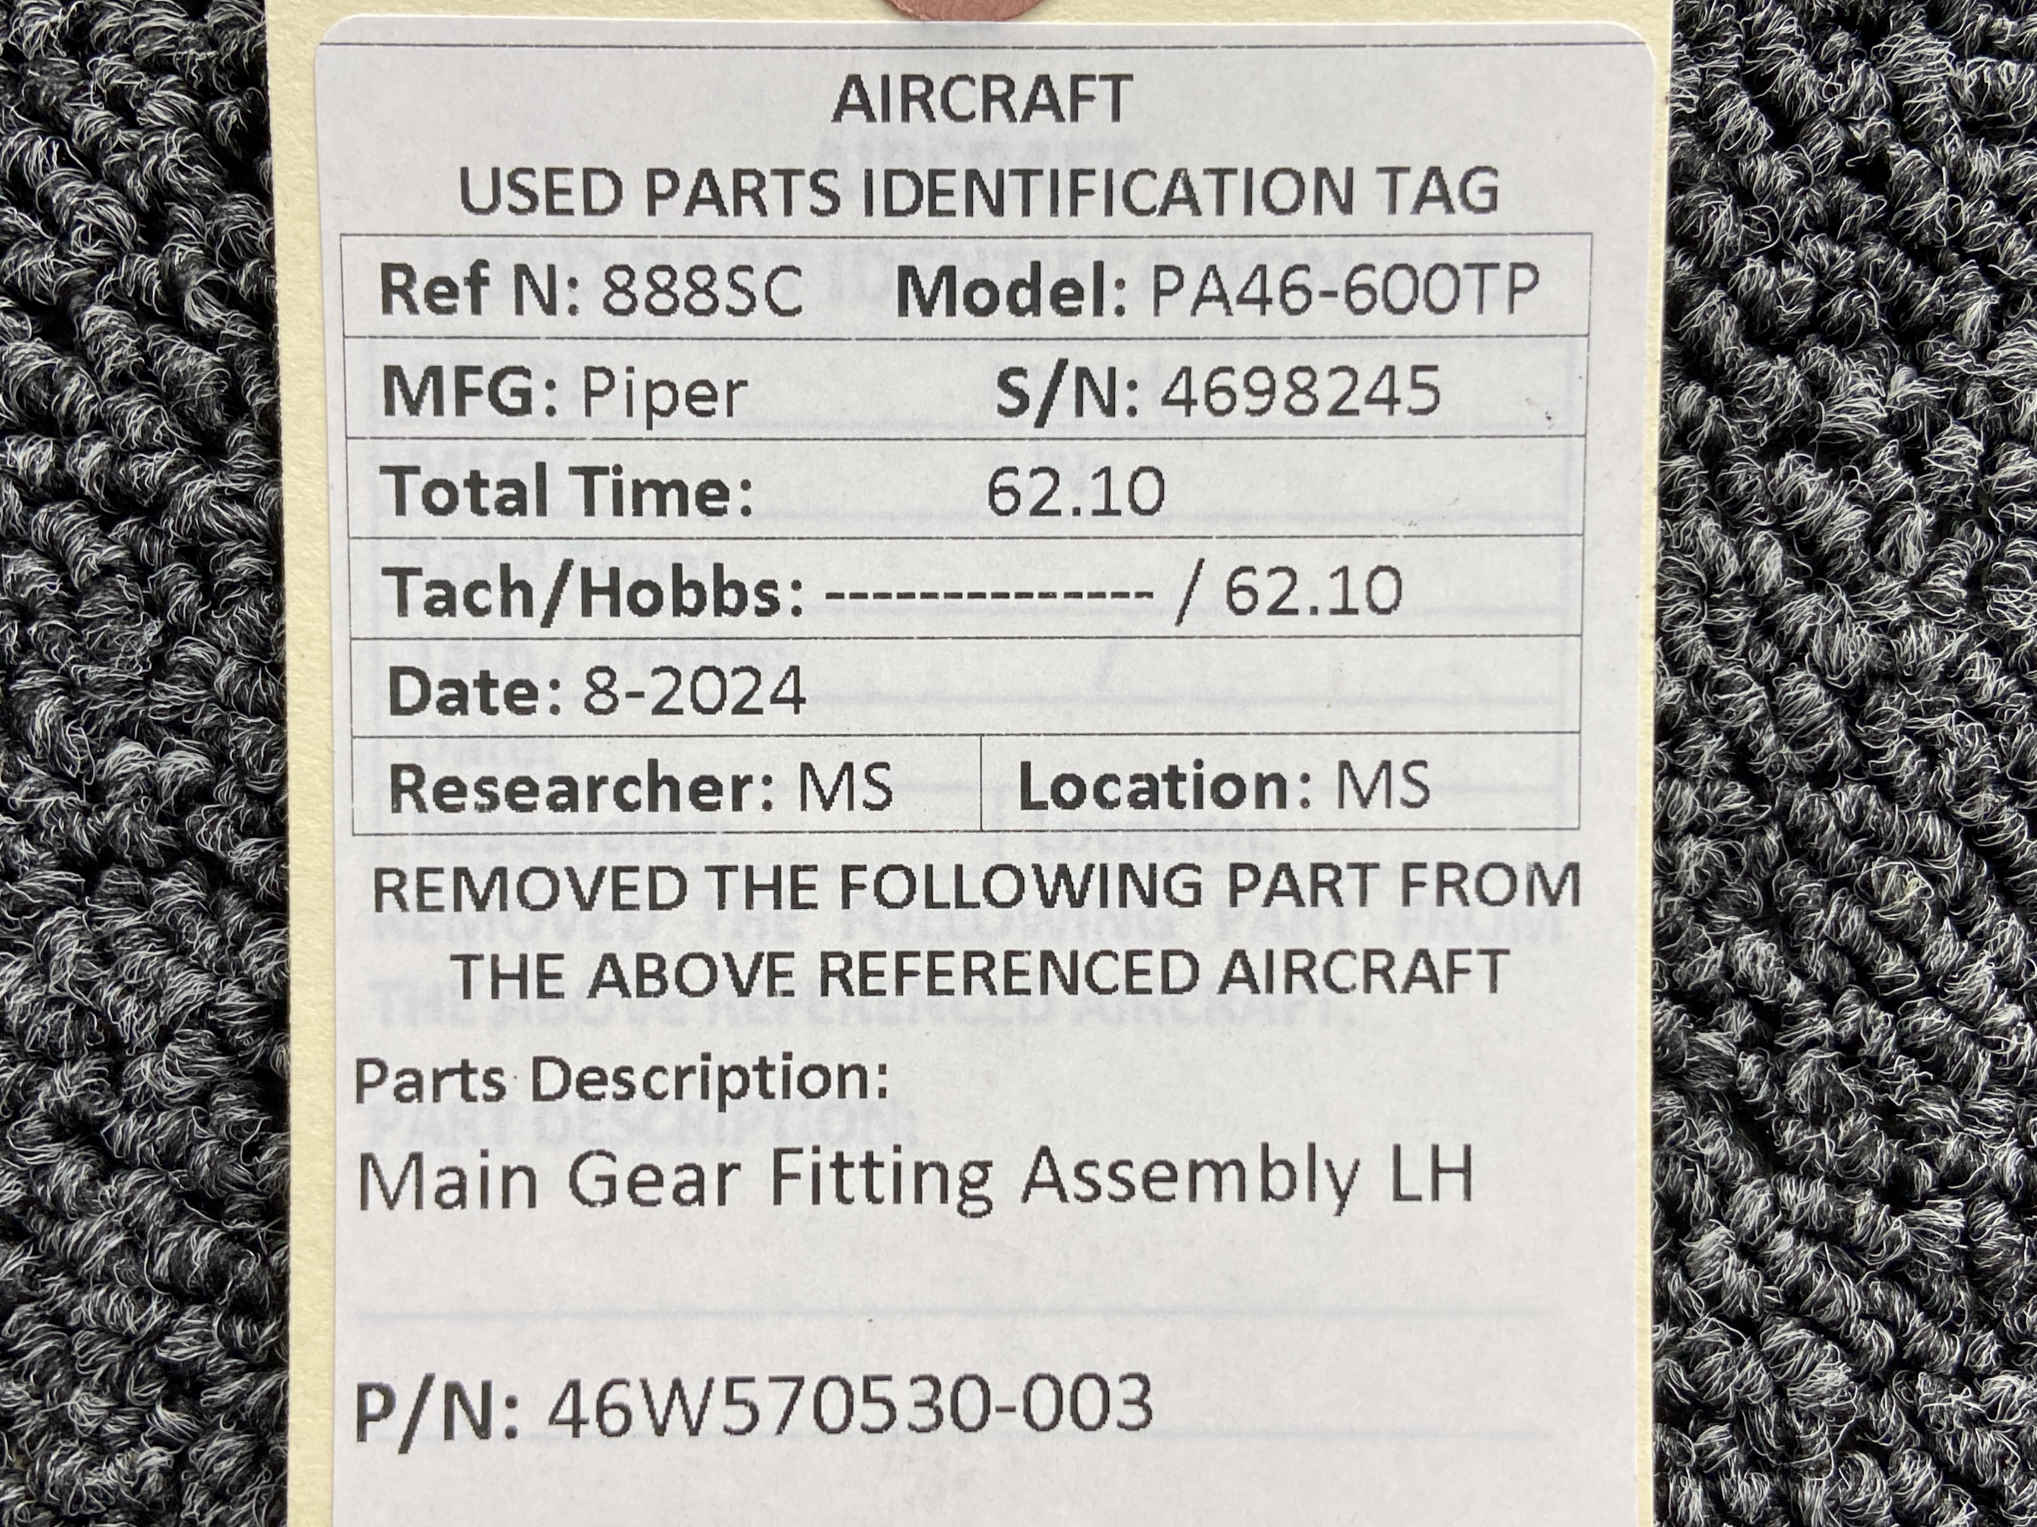 AIRCRAFT
USED PARTS IDENTIFICATION TAG
Ref N: 888SC Model: PA46-600TP
MFG: Piper S/N: 4698245
Total Time: 62.10
Tach/Hobbs: -------------- / 62.10
Date: 8-2024
Researcher: MS Location: MS
REMOVED THE FOLLOWING PART FROM
THE ABOVE REFERENCED AIRCRAFT
Parts Description:
Main Gear Fitting Assembly LH
P/N: 46W570530-003